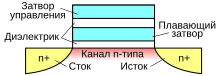 Затвор
управления
Диэлектрик
Плавающий
затвор
Канал n-типа
n+
n+
Сток
Исток